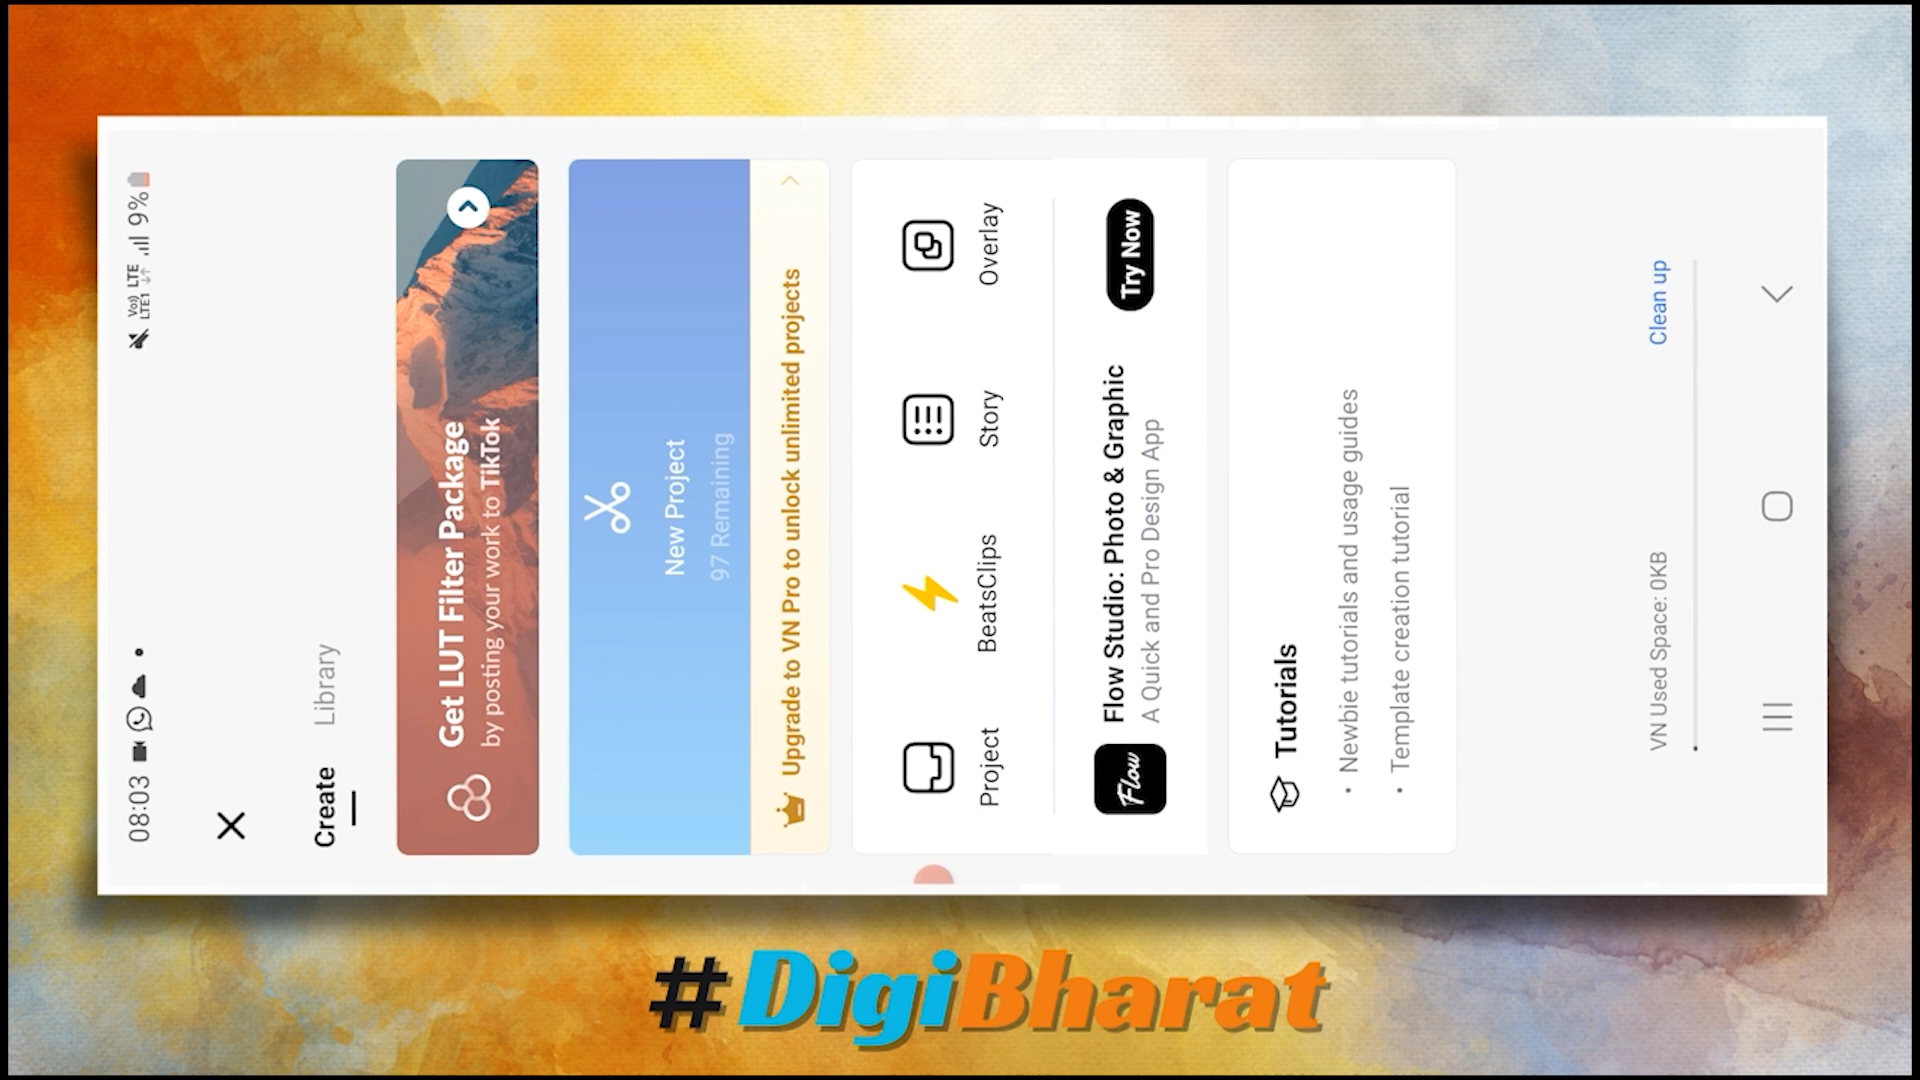 08:03
Vo)) LTE
LTE1
9%
Create Library
Get LUT Filter Package
by posting your work to TikTok
New Project
97 Remaining
Upgrade to VN Pro to unlock unlimited projects
Project BeatsClips Story Overlay
Flow
Flow Studio: Photo & Graphic
A Quick and Pro Design App
Try Now
Tutorials
• Newbie tutorials and usage guides
• Template creation tutorial
VN Used Space: 0KB Clean up
#DigiBharat